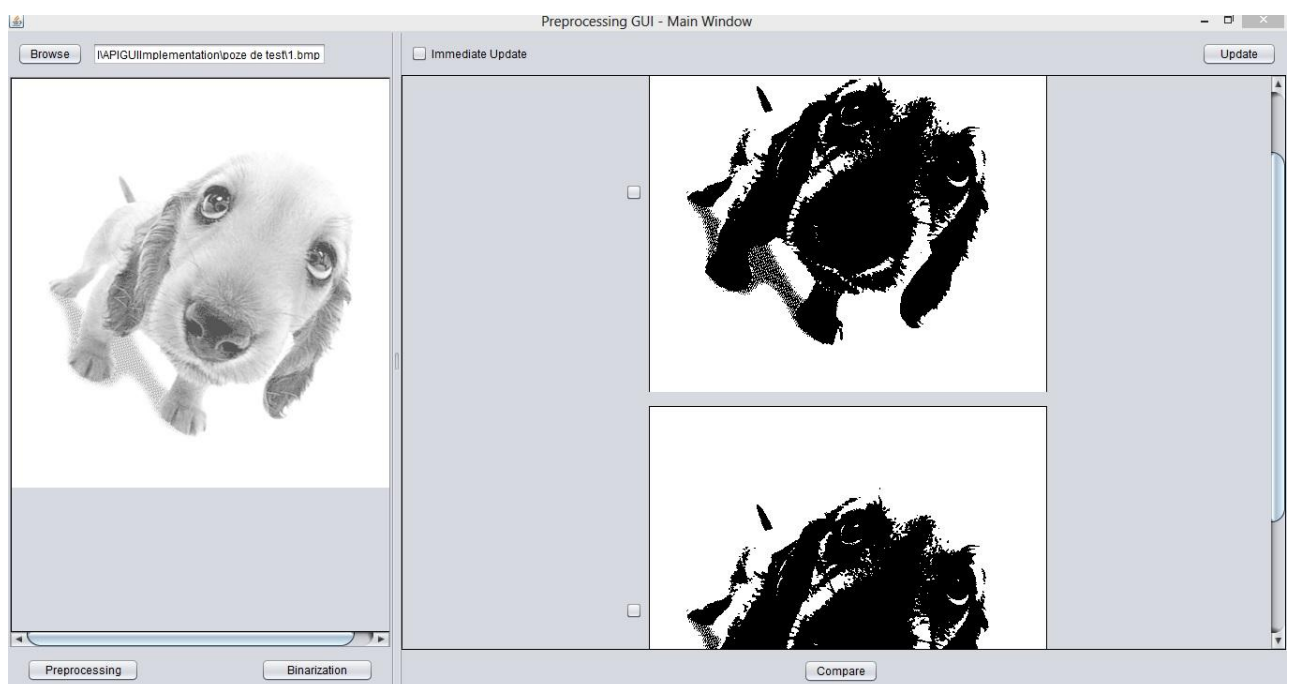 Preprocessing GUI - Main Window
Browse
I\APIGUIImplementation\poze de test\1.bmp
Immediate Update
Update
Preprocessing
Binarization
Compare